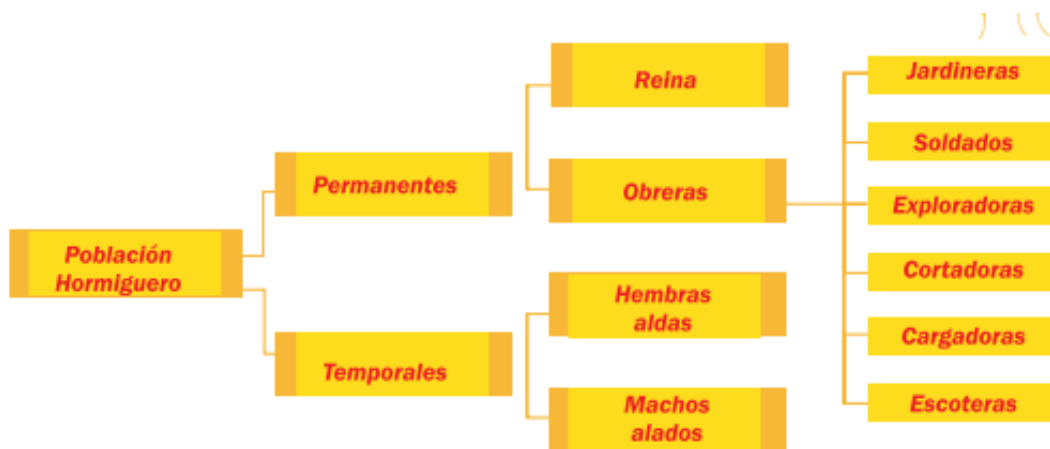 Reina
Jardineras
Soldados
Permanentes
Obreras
Exploradoras
Población
Hormiguero
Cortadoras
Hembras
aldas
Cargadoras
Temporales
Machos
alados
Escoteras